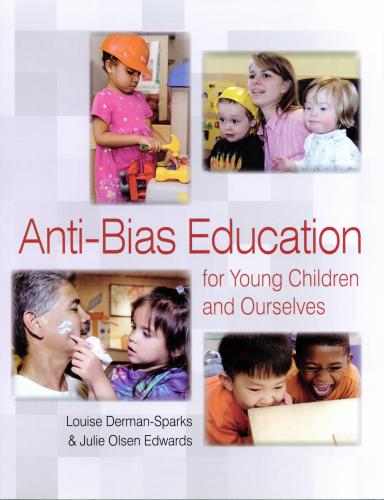 Anti-Bias Education
for Young Children
and Ourselves
Louise Derman-Sparks
& Julie Olsen Edwards